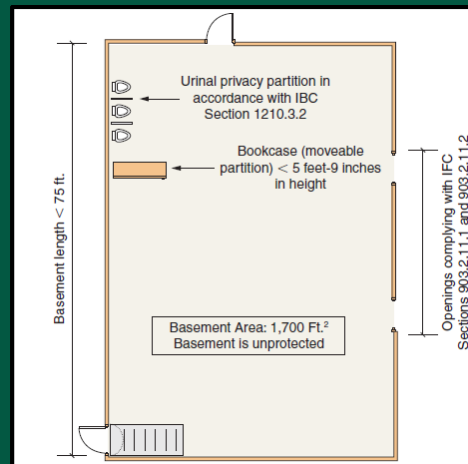 Urinal privacy partition in
accordance with IBC
Section 1210.3.2
Bookcase (moveable
partition) < 5 feet-9 inches
in height
Basement length < 75 ft.
Openings complying with IFC
Sections 903.2.11.1 and 903.2.11.2
Basement Area: 1,700 Ft.²
Basement is unprotected